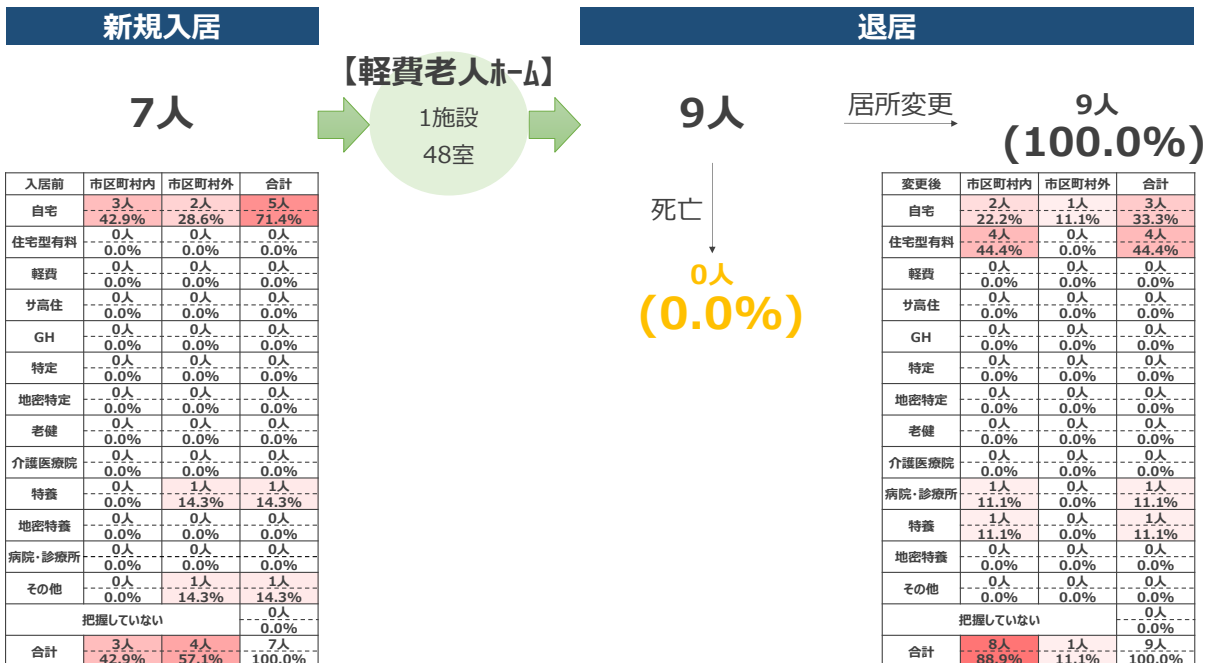 新規入居
退居
【軽費老人ﾎｰﾑ】
1施設
48室
7人
9人
居所変更
9人
(100.0%)
死亡
0人
(0.0%)
入居前 市区町村内 市区町村外 合計
自宅 3人 2人 5人
42.9% 28.6% 71.4%
住宅型有料 0人 0人 0人
0.0% 0.0% 0.0%
軽費 0人 0人 0人
0.0% 0.0% 0.0%
サ高住 0人 0人 0人
0.0% 0.0% 0.0%
GH 0人 0人 0人
0.0% 0.0% 0.0%
特定 0人 0人 0人
0.0% 0.0% 0.0%
地密特定 0人 0人 0人
0.0% 0.0% 0.0%
老健 0人 0人 0人
0.0% 0.0% 0.0%
介護医療院 0人 0人 0人
0.0% 0.0% 0.0%
特養 0人 1人 1人
0.0% 14.3% 14.3%
地密特養 0人 0人 0人
0.0% 0.0% 0.0%
病院・診療所 0人 0人 0人
0.0% 0.0% 0.0%
その他 0人 1人 1人
0.0% 14.3% 14.3%
把握していない 0人
0.0%
合計 3人 4人 7人
42.9% 57.1% 100.0%
変更後 市区町村内 市区町村外 合計
自宅 2人 1人 3人
22.2% 11.1% 33.3%
住宅型有料 4人 0人 4人
44.4% 0.0% 44.4%
軽費 0人 0人 0人
0.0% 0.0% 0.0%
サ高住 0人 0人 0人
0.0% 0.0% 0.0%
GH 0人 0人 0人
0.0% 0.0% 0.0%
特定 0人 0人 0人
0.0% 0.0% 0.0%
地密特定 0人 0人 0人
0.0% 0.0% 0.0%
老健 0人 0人 0人
0.0% 0.0% 0.0%
介護医療院 0人 0人 0人
0.0% 0.0% 0.0%
病院・診療所 1人 0人 1人
11.1% 0.0% 11.1%
特養 1人 0人 1人
11.1% 0.0% 11.1%
地密特養 0人 0人 0人
0.0% 0.0% 0.0%
その他 0人 0人 0人
0.0% 0.0% 0.0%
把握していない 0人
0.0%
合計 8人 1人 9人
88.9% 11.1% 100.0%